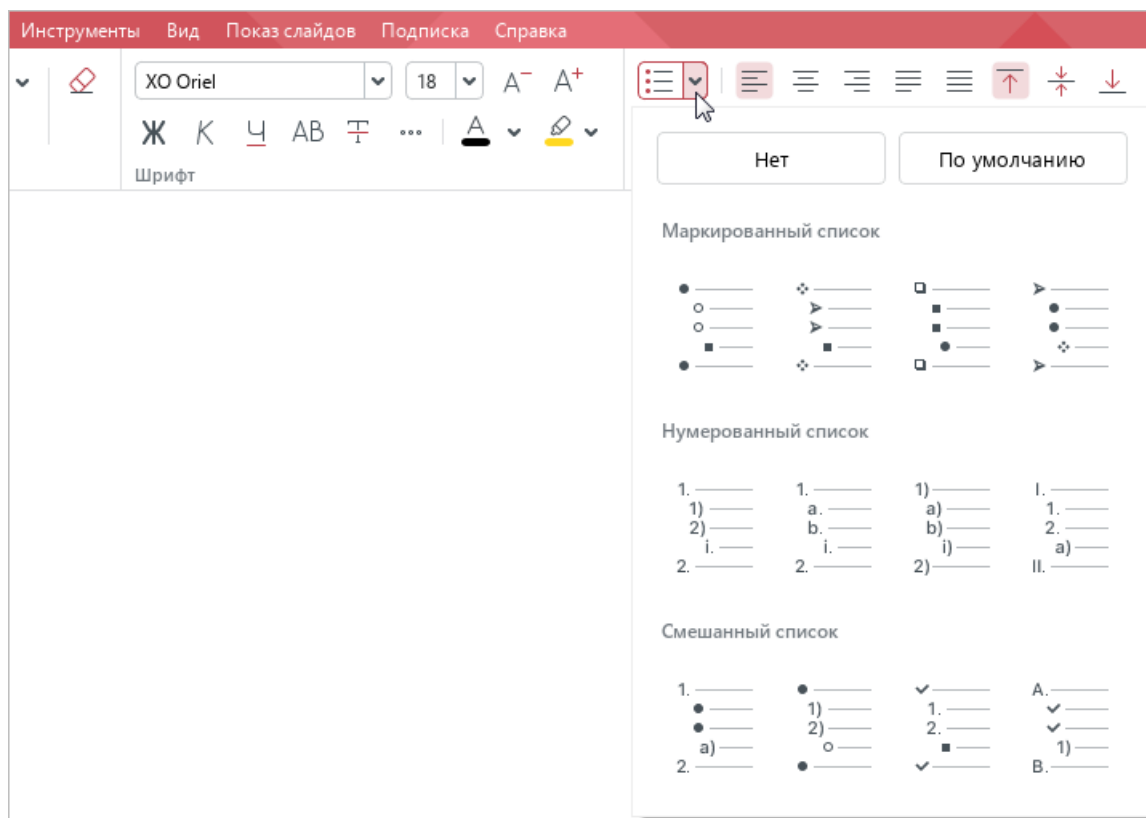 Инструменты Вид Показ слайдов Подписка Справка
XO Oriel 18 A− A+
Ж К Ч АВ Т ... А
Шрифт
Нет По умолчанию
Маркированный список
Нумерованный список
1. 1. 1) I.
1) a. a) 1.
2) b. b) 2.
i. i. i) a)
2. 2. 2) II.
Смешанный список
1. A.
1) 1.
2) 2.
a) 1)
2. B.